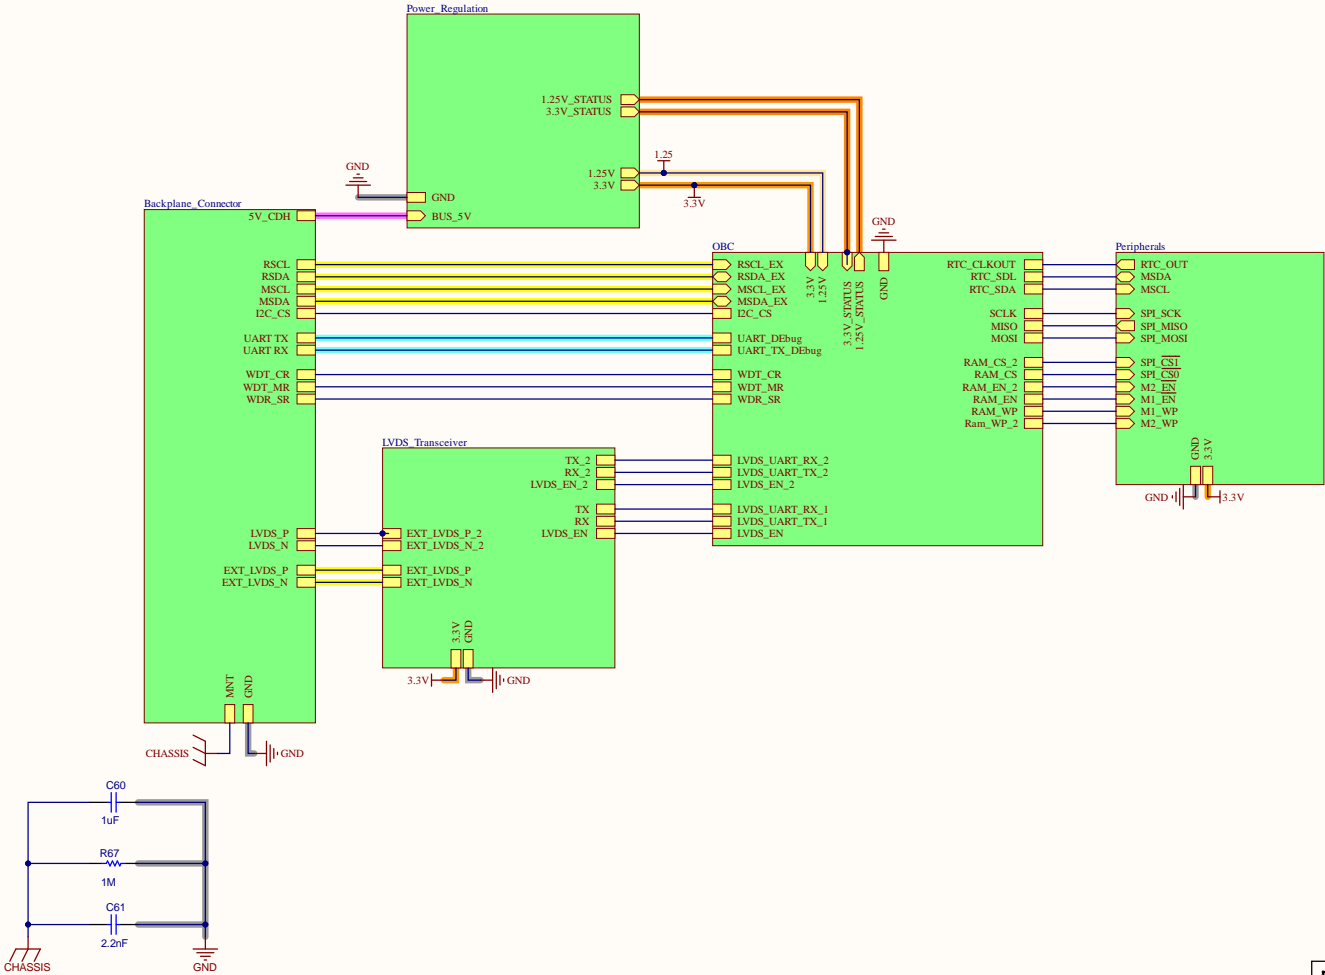 Power_Regulation
1.25V_STATUS
3.3V_STATUS
1.25
1.25V
3.3V
3.3V
GND
GND
BUS_5V
Backplane_Connector
5V_CDH
RSCL
RSDA
MSCL
MSDA
I2C_CS
UART TX
UART RX
WDT_CR
WDT_MR
WDR_SR
LVDS_P
LVDS_N
EXT_LVDS_P
EXT_LVDS_N
MNT
GND
CHASSIS
GND
LVDS_Transceiver
TX_2
RX_2
LVDS_EN_2
TX
RX
LVDS_EN
EXT_LVDS_P_2
EXT_LVDS_N_2
EXT_LVDS_P
EXT_LVDS_N
3.3V
GND
3.3V
GND
OBC
GND
RSCL_EX
RSDA_EX
MSCL_EX
MSDA_EX
I2C_CS
UART_DEbug
UART_TX_DEbug
WDT_CR
WDT_MR
WDR_SR
LVDS_UART_RX_2
LVDS_UART_TX_2
LVDS_EN_2
LVDS_UART_RX_1
LVDS_UART_TX_1
LVDS_EN
3.3V
1.25V
3.3V_STATUS
1.25V_STATUS
GND
RTC_CLKOUT
RTC_SDL
RTC_SDA
SCLK
MISO
MOSI
RAM_CS_2
RAM_CS
RAM_EN_2
RAM_EN
RAM_WP
Ram_WP_2
Peripherals
RTC_OUT
MSDA
MSCL
SPI_SCK
SPI_MISO
SPI_MOSI
SPI_CS1
SPI_CS0
M2_EN
M1_EN
M1_WP
M2_WP
GND
3.3V
GND
3.3V
C60
1uF
R67
1M
C61
2.2nF
CHASSIS
GND